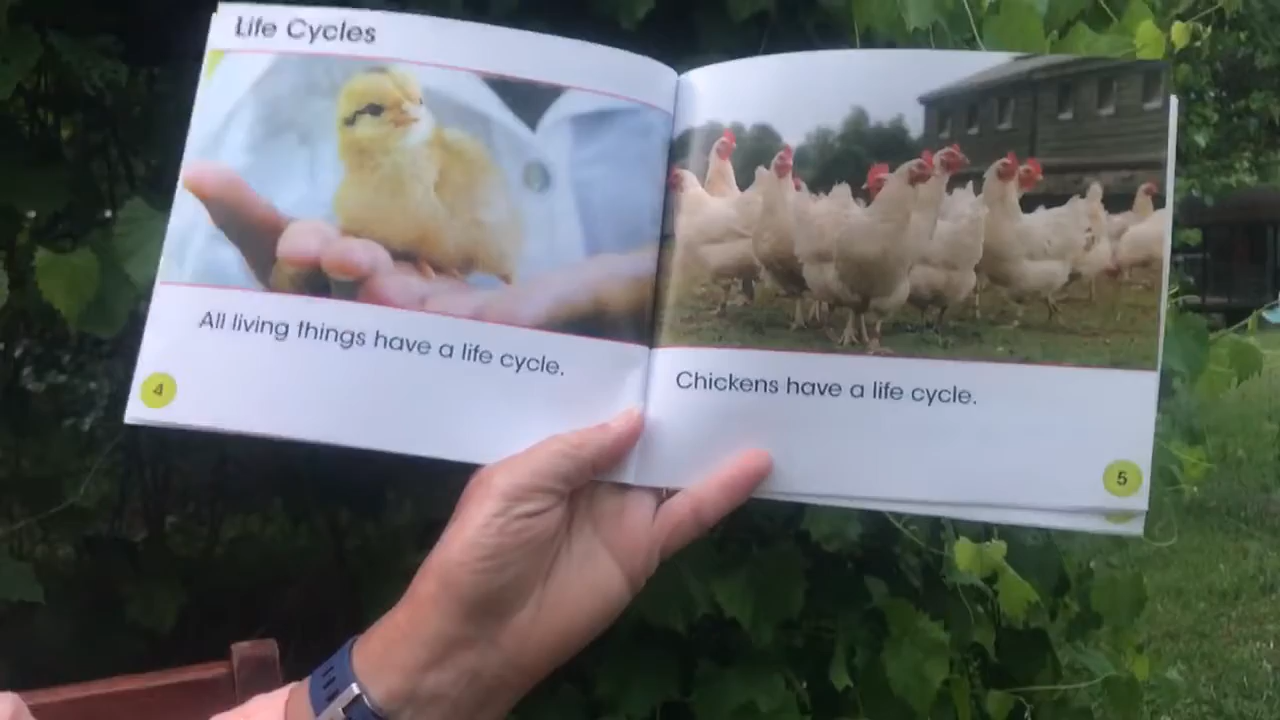 Life Cycles
All living things have a life cycle.
4
Chickens have a life cycle.
5